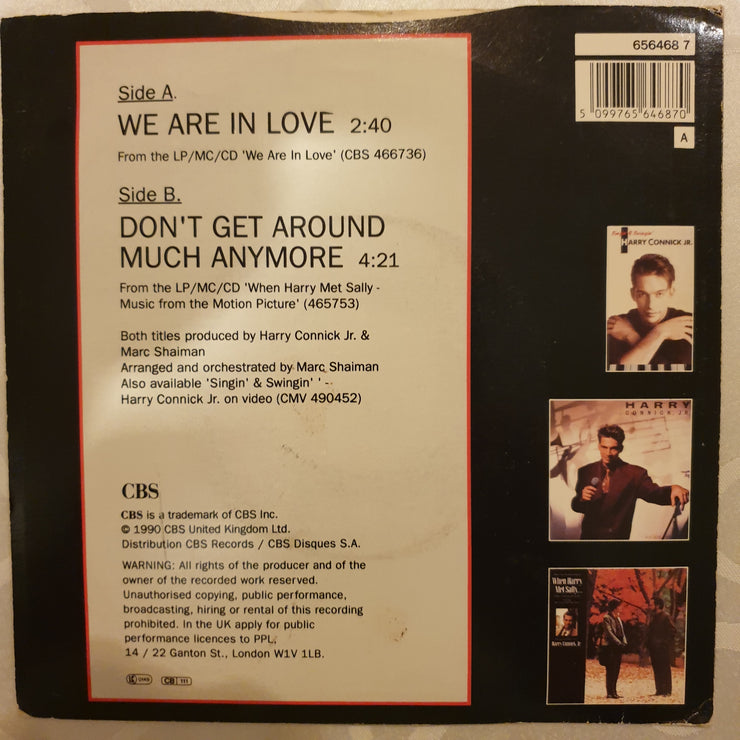 Side A.
WE ARE IN LOVE 2:40
From the LP/MC/CD 'We Are In Love' (CBS 466736)
Side B.
DON'T GET AROUND
MUCH ANYMORE 4:21
From the LP/MC/CD 'When Harry Met Sally -
Music from the Motion Picture' (465753)
Both titles produced by Harry Connick Jr. &
Marc Shaiman
Arranged and orchestrated by Marc Shaiman
Also available 'Singin' & Swingin' ' -
Harry Connick Jr. on video (CMV 490452)
CBS
CBS is a trademark of CBS Inc.
© 1990 CBS United Kingdom Ltd.
Distribution CBS Records / CBS Disques S.A.
WARNING: All rights of the producer and of the
owner of the recorded work reserved.
Unauthorised copying, public performance,
broadcasting, hiring or rental of this recording
prohibited. In the UK apply for public
performance licences to PPL,
14 / 22 Ganton St., London W1V 1LB.
CB 111
656468 7
5 099765 646870
A
HARRY CONNICK JR.
HARRY
CONNICK JR
When Harry
Met Sally...
Harry Connick, Jr.